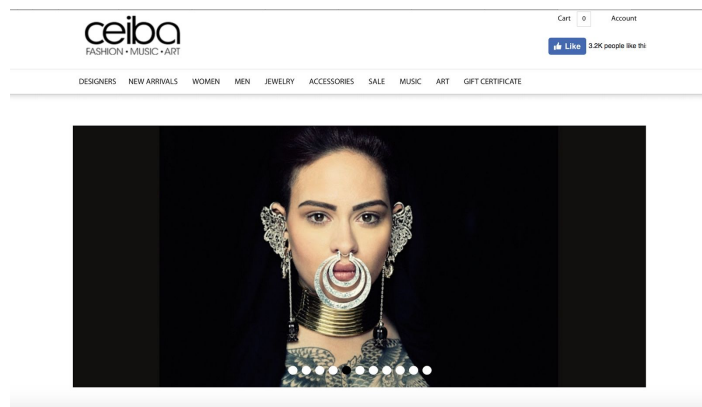 ceiba
FASHION • MUSIC • ART
Cart 0 Account
Like 3.2K people like thi
DESIGNERS NEW ARRIVALS WOMEN MEN JEWELRY ACCESSORIES SALE MUSIC ART GIFT CERTIFICATE